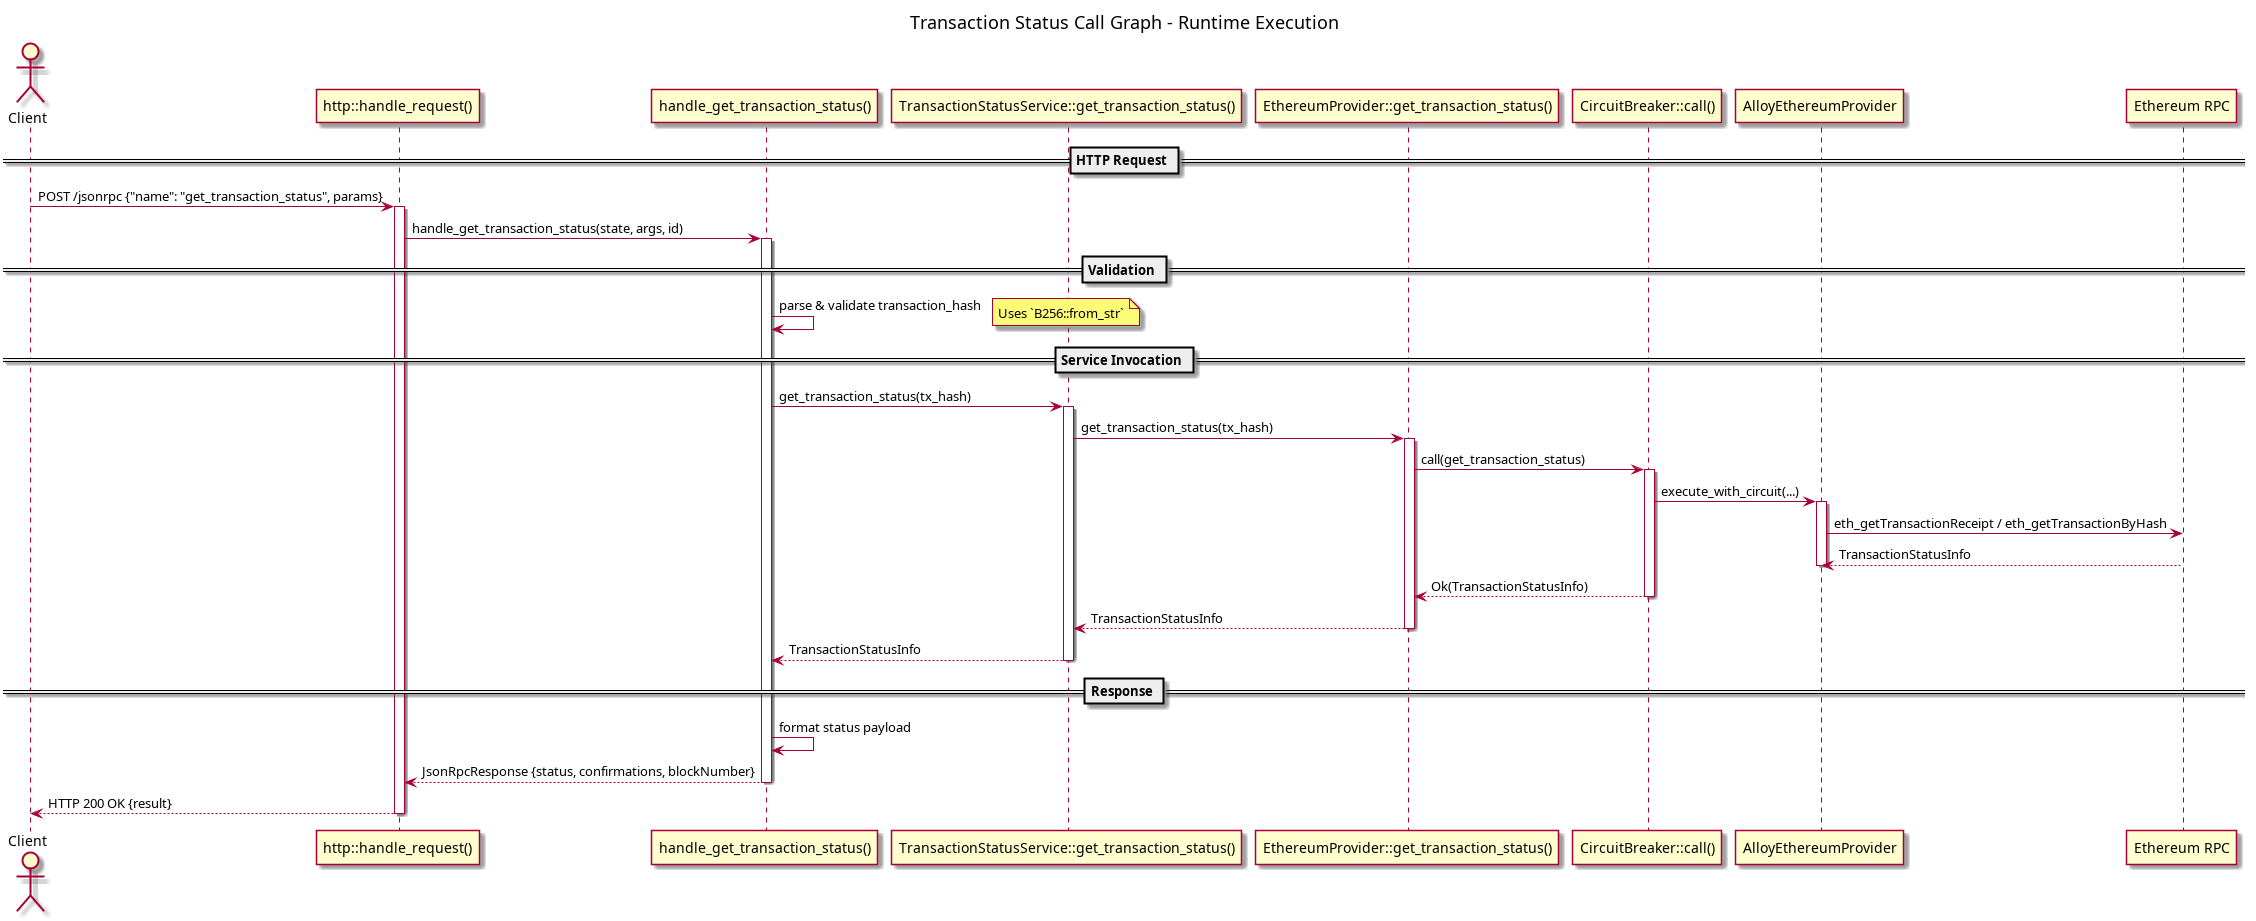 Transaction Status Call Graph - Runtime Execution
Client
http::handle_request()
handle_get_transaction_status()
TransactionStatusService::get_transaction_status()
EthereumProvider::get_transaction_status()
CircuitBreaker::call()
AlloyEthereumProvider
Ethereum RPC
HTTP Request
POST /jsonrpc {"name": "get_transaction_status", params}
handle_get_transaction_status(state, args, id)
Validation
parse & validate transaction_hash
Uses `B256::from_str`
Service Invocation
get_transaction_status(tx_hash)
get_transaction_status(tx_hash)
call(get_transaction_status)
execute_with_circuit(...)
eth_getTransactionReceipt / eth_getTransactionByHash
TransactionStatusInfo
Ok(TransactionStatusInfo)
TransactionStatusInfo
TransactionStatusInfo
Response
format status payload
JsonRpcResponse {status, confirmations, blockNumber}
HTTP 200 OK {result}
Client
http::handle_request()
handle_get_transaction_status()
TransactionStatusService::get_transaction_status()
EthereumProvider::get_transaction_status()
CircuitBreaker::call()
AlloyEthereumProvider
Ethereum RPC